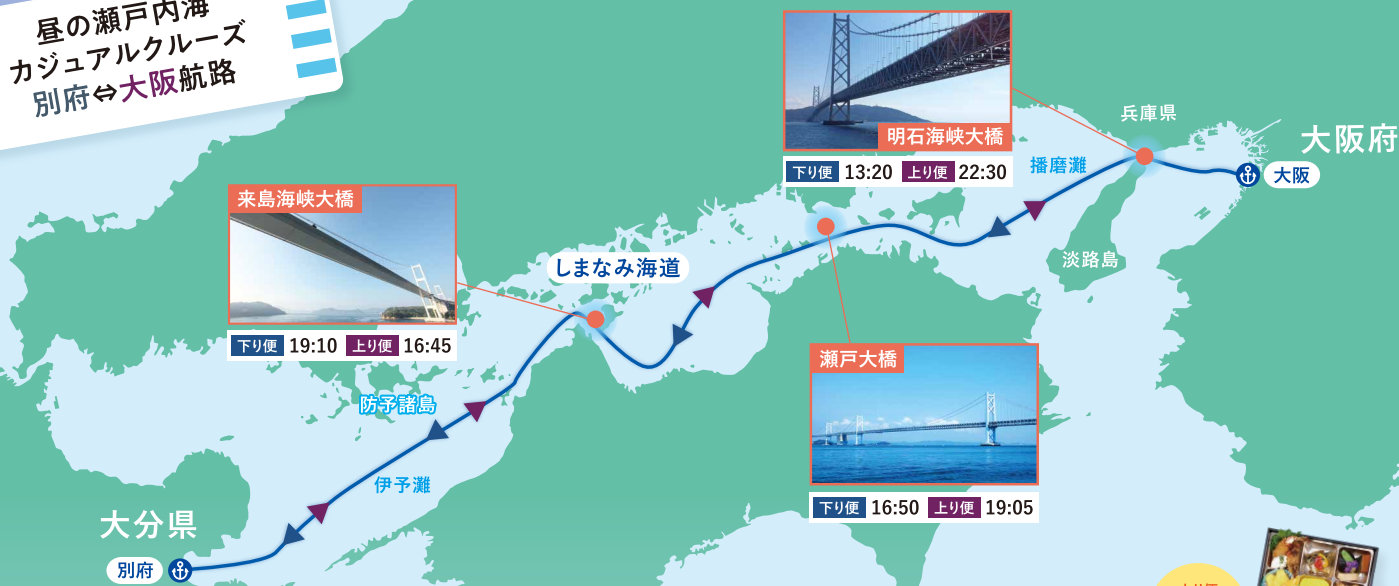 昼の瀬戸内海
カジュアルクルーズ
別府⇔大阪航路
明石海峡大橋
下り便 13:20 上り便 22:30
兵庫県
大阪府
播磨灘
大阪
淡路島
来島海峡大橋
下り便 19:10 上り便 16:45
しまなみ海道
瀬戸大橋
下り便 16:50 上り便 19:05
防予諸島
伊予灘
大分県
別府